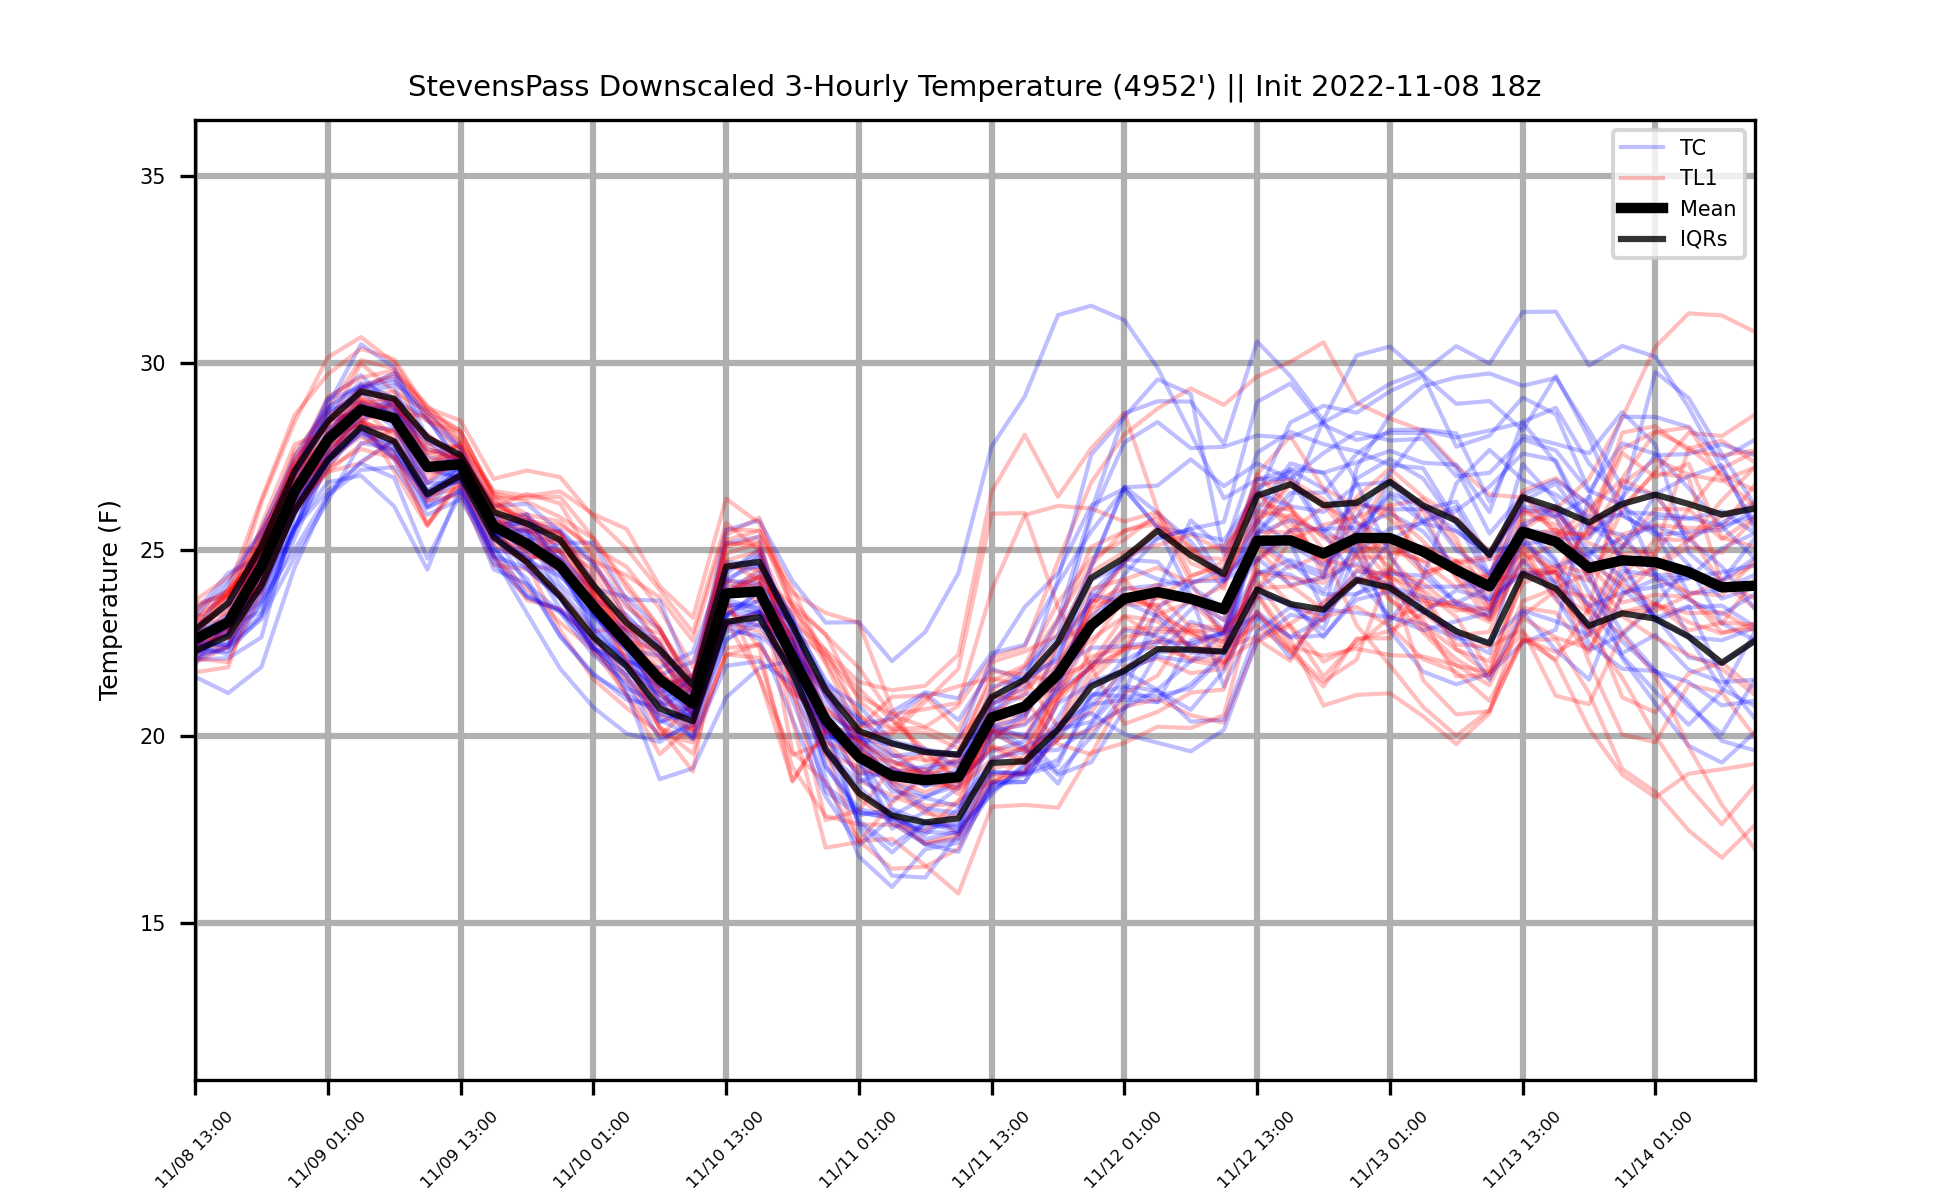 StevensPass Downscaled 3-Hourly Temperature (4952') || Init 2022-11-08 18z
TC
TL1
Mean
IQRs
Temperature (F)
35
30
25
20
15
11/08 13:00
11/09 01:00
11/09 13:00
11/10 01:00
11/10 13:00
11/11 01:00
11/11 13:00
11/12 01:00
11/12 13:00
11/13 01:00
11/13 13:00
11/14 01:00